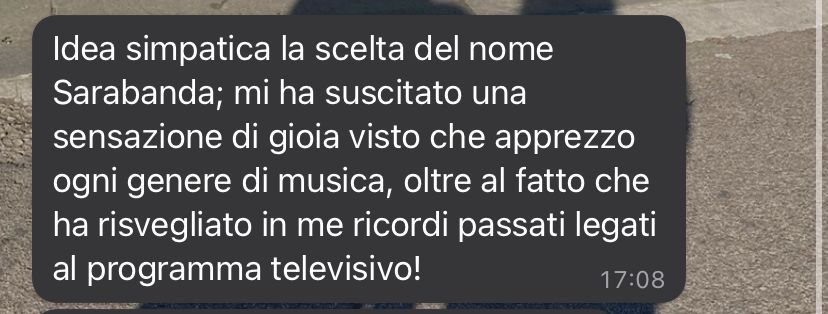 Idea simpatica la scelta del nome
Sarabanda; mi ha suscitato una
sensazione di gioia visto che apprezzo
ogni genere di musica, oltre al fatto che
ha risvegliato in me ricordi passati legati
al programma televisivo!
17:08